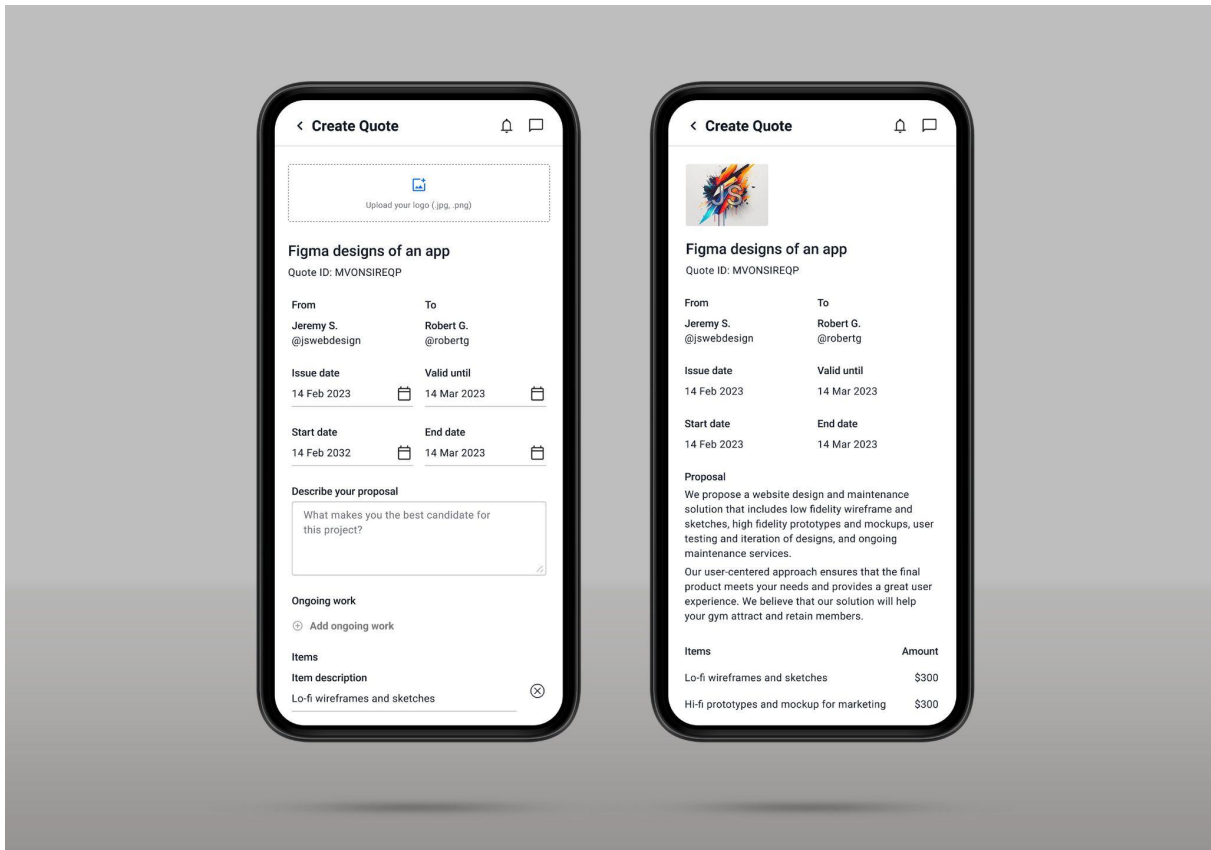 Create Quote
Upload your logo (.jpg, .png)
Figma designs of an app
Quote ID: MVONSIREQP
From To
Jeremy S. Robert G.
@jswebdesign @robertg
Issue date Valid until
14 Feb 2023 14 Mar 2023
Start date End date
14 Feb 2032 14 Mar 2023
Describe your proposal
What makes you the best candidate for
this project?
Ongoing work
Add ongoing work
Items
Item description
Lo-fi wireframes and sketches
Create Quote
JS
Figma designs of an app
Quote ID: MVONSIREQP
From To
Jeremy S. Robert G.
@jswebdesign @robertg
Issue date Valid until
14 Feb 2023 14 Mar 2023
Start date End date
14 Feb 2023 14 Mar 2023
Proposal
We propose a website design and maintenance
solution that includes low fidelity wireframe and
sketches, high fidelity prototypes and mockups, user
testing and iteration of designs, and ongoing
maintenance services.
Our user-centered approach ensures that the final
product meets your needs and provides a great user
experience. We believe that our solution will help
your gym attract and retain members.
Items Amount
Lo-fi wireframes and sketches $300
Hi-fi prototypes and mockup for marketing $300